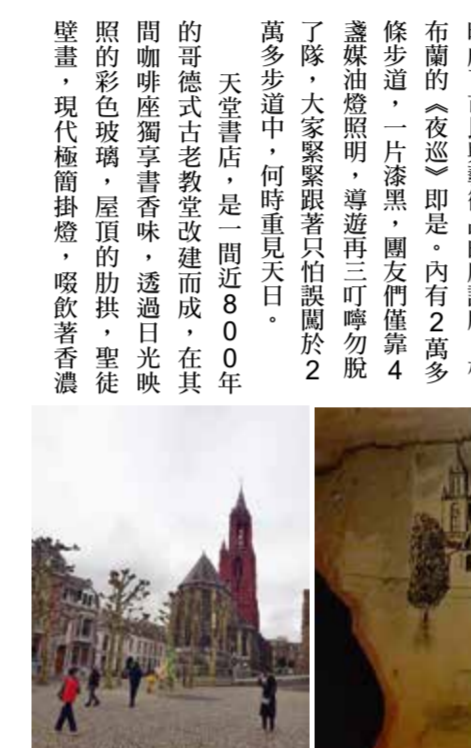 布蘭的《夜巡》即是。內有2萬多
條步道，一片漆黑，團友們僅靠4
盞媒油燈照明，導遊再三叮嚀勿脫
了隊，大家緊緊跟著只怕誤闖於2
萬多步道中，何時重見天日。
天堂書店，是一間近800年
的哥德式古老教堂改建而成，在其
間咖啡座獨享書香味，透過日光映
照的彩色玻璃，屋頂的肋拱，聖徒
壁畫，現代極簡掛燈，啜飲著香濃